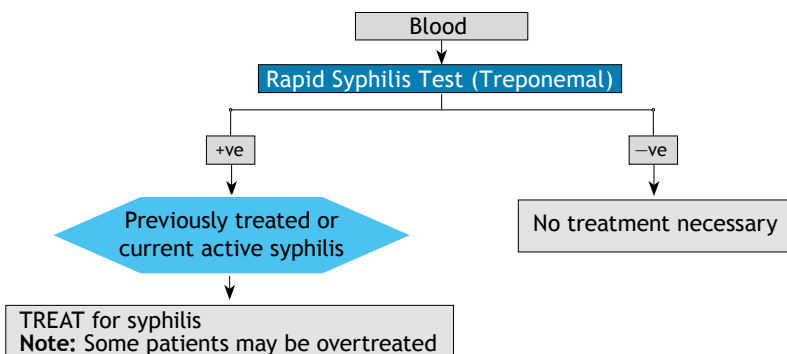 Blood
Rapid Syphilis Test (Treponemal)
+ve
−ve
Previously treated or
current active syphilis
No treatment necessary
TREAT for syphilis
Note: Some patients may be overtreated